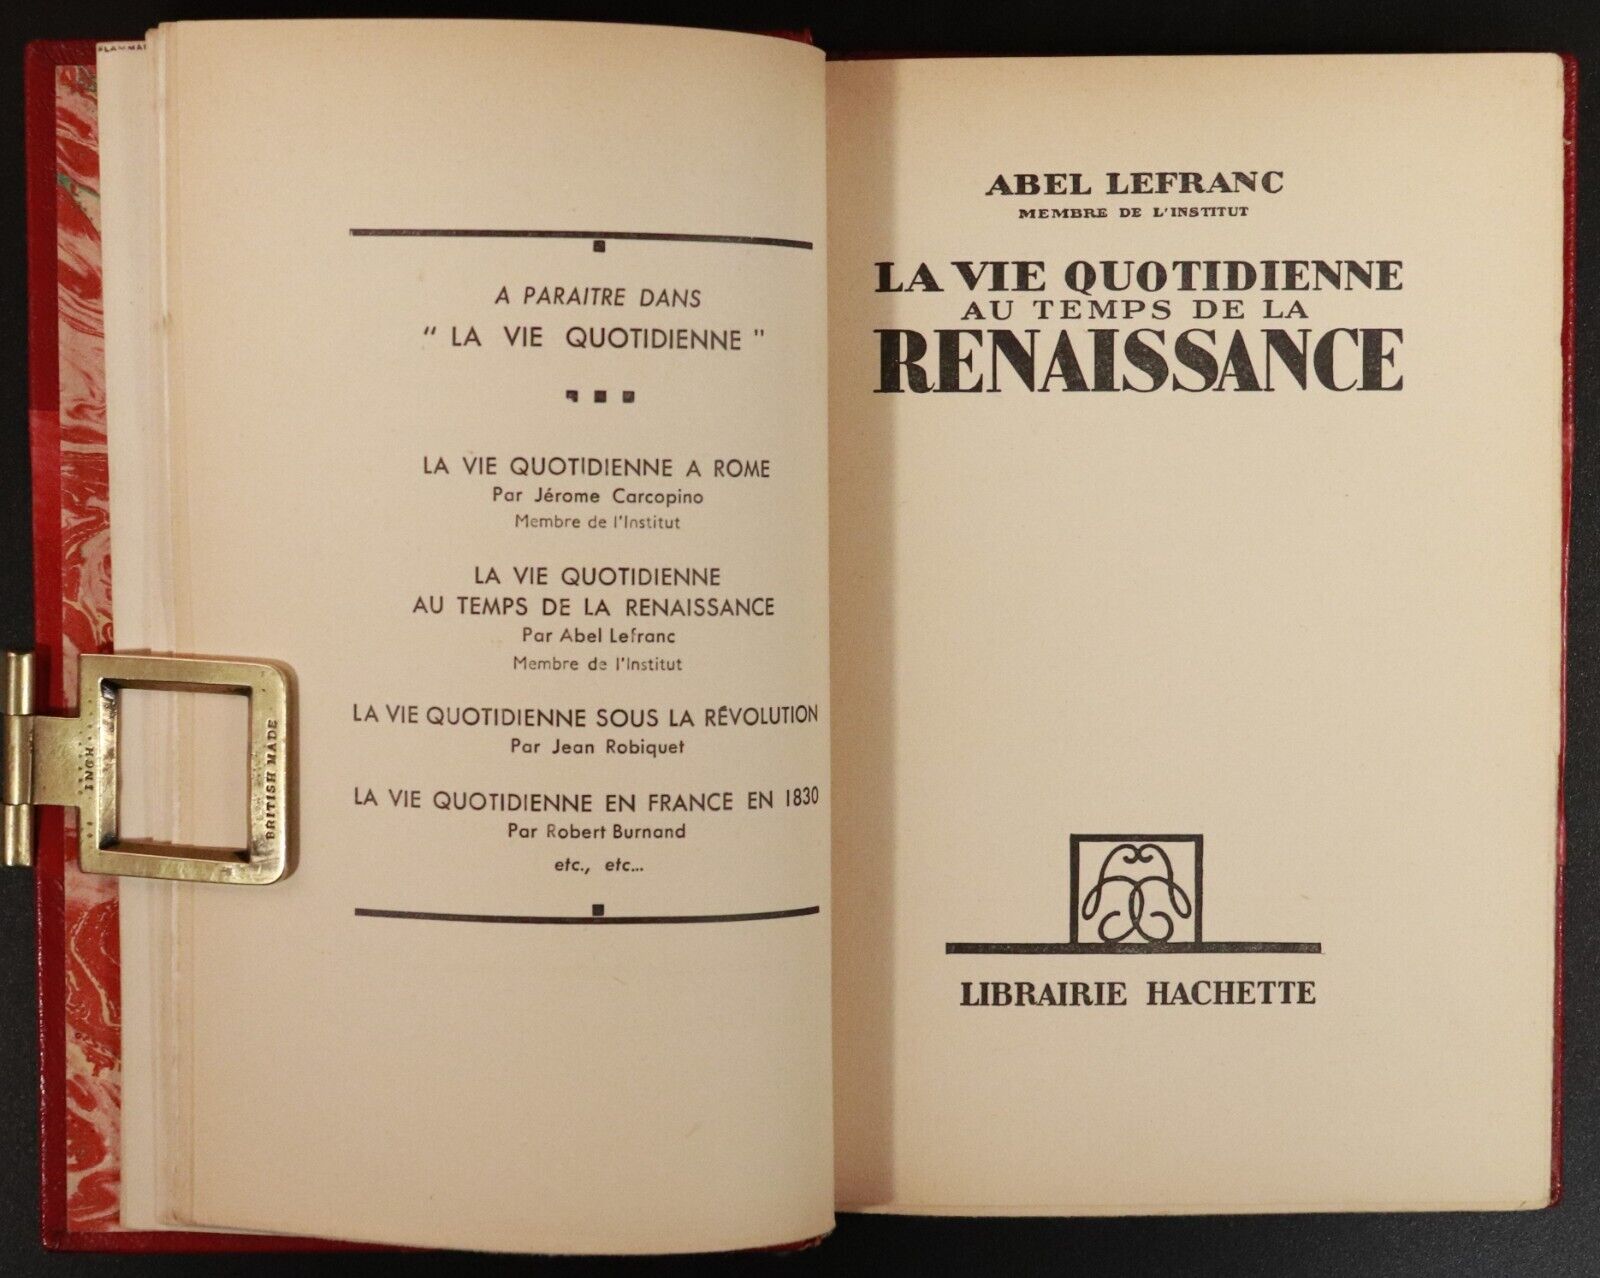 A PARAITRE DANS
" LA VIE QUOTIDIENNE "
LA VIE QUOTIDIENNE A ROME
Par Jérome Carcopino
Membre de l'Institut
LA VIE QUOTIDIENNE
AU TEMPS DE LA RENAISSANCE
Par Abel Lefranc
Membre de l'Institut
LA VIE QUOTIDIENNE SOUS LA RÉVOLUTION
Par Jean Robiquet
LA VIE QUOTIDIENNE EN FRANCE EN 1830
Par Robert Burnand
etc., etc...
INCH
BRITISH MADE
ABEL LEFRANC
MEMBRE DE L'INSTITUT
LA VIE QUOTIDIENNE
AU TEMPS DE LA
RENAISSANCE
LIBRAIRIE HACHETTE